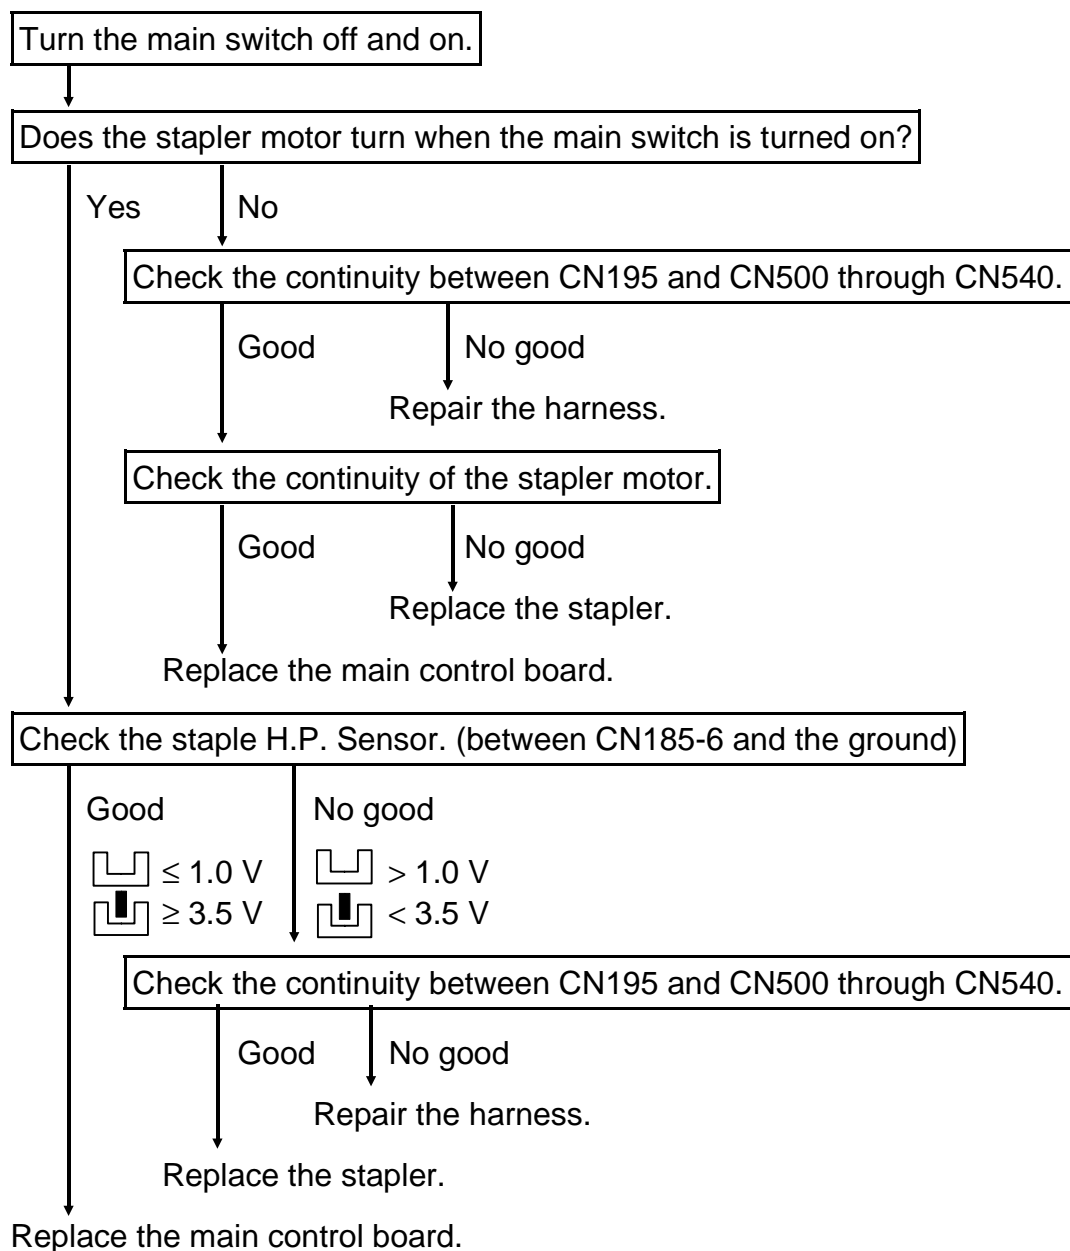 Turn the main switch off and on.
Does the stapler motor turn when the main switch is turned on?
Yes No
Check the continuity between CN195 and CN500 through CN540.
Good No good
Repair the harness.
Check the continuity of the stapler motor.
Good No good
Replace the stapler.
Replace the main control board.
Check the staple H.P. Sensor. (between CN185-6 and the ground)
Good No good
≤ 1.0 V > 1.0 V
≥ 3.5 V < 3.5 V
Check the continuity between CN195 and CN500 through CN540.
Good No good
Repair the harness.
Replace the stapler.
Replace the main control board.